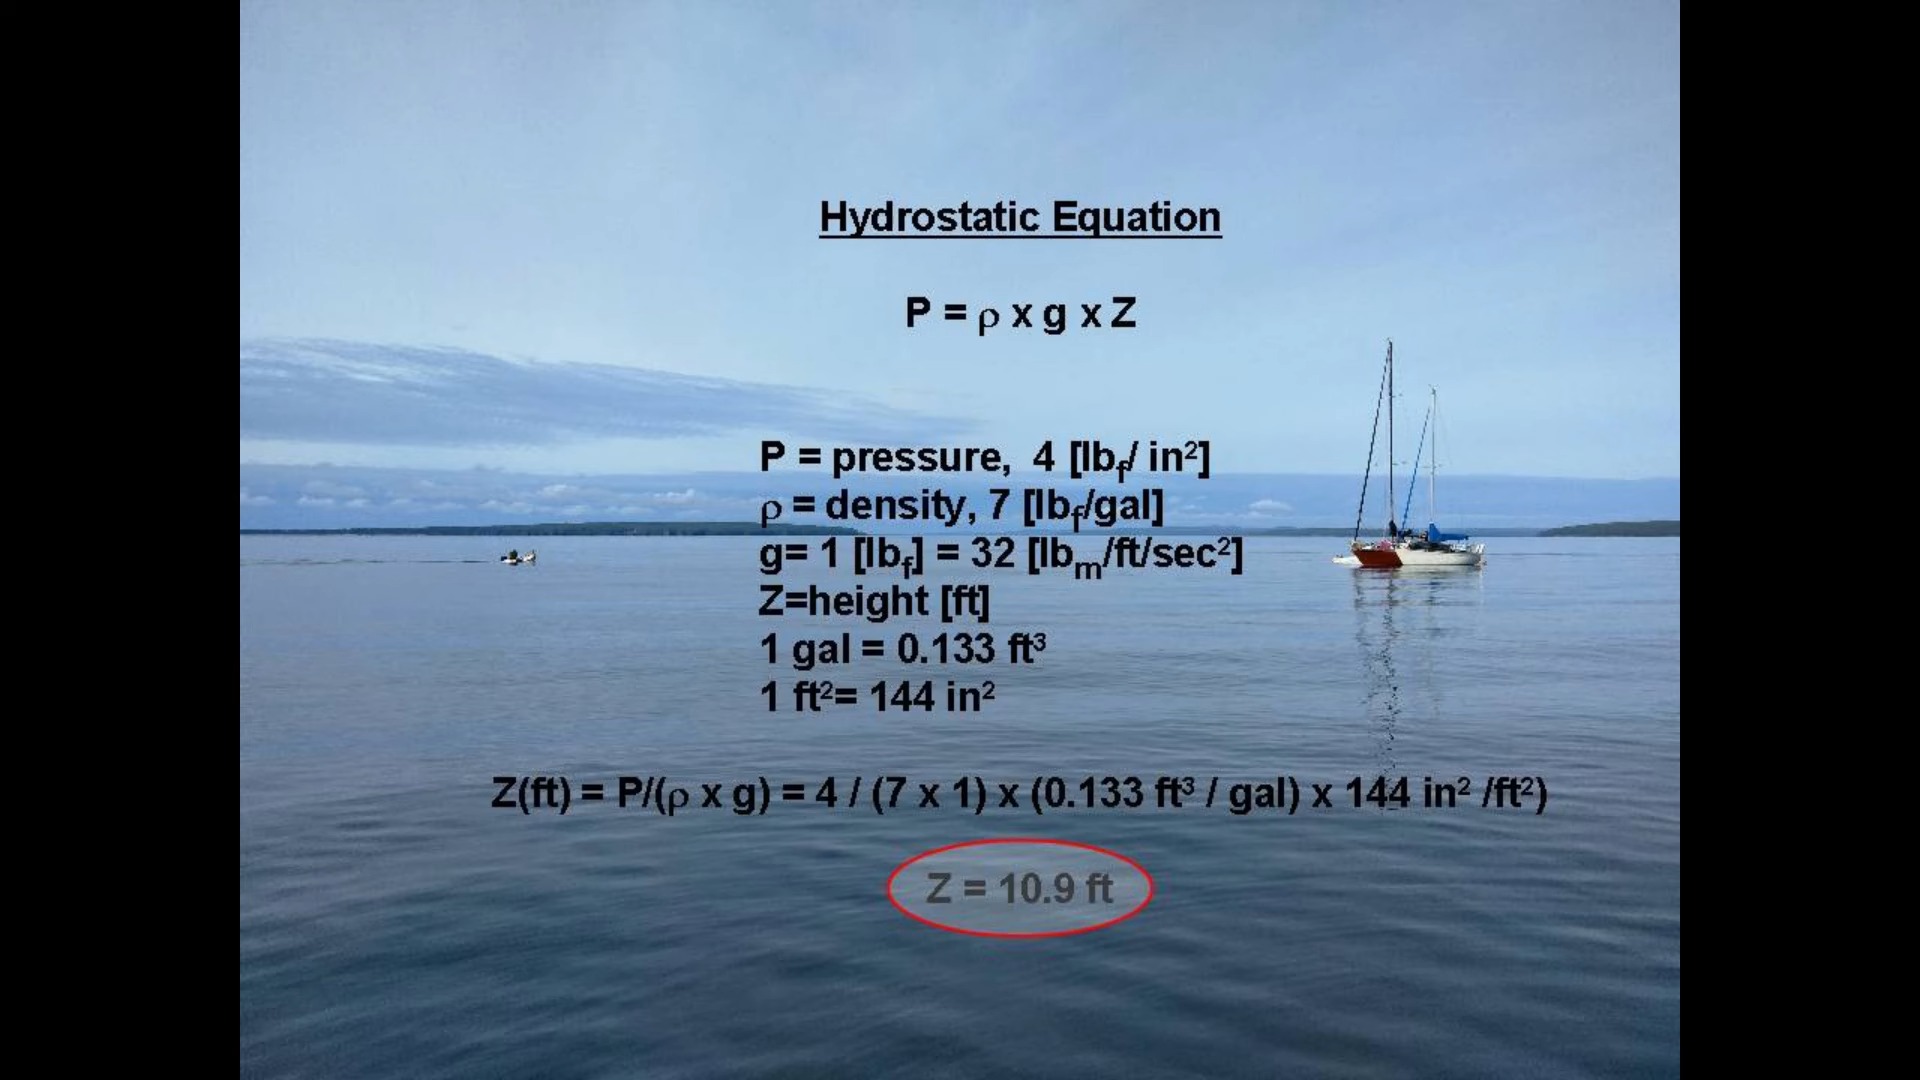 Hydrostatic Equation
P = ρ x g x Z
P = pressure, 4 [lbf/ in²]
ρ = density, 7 [lbf/gal]
g= 1 [lbf] = 32 [lbm/ft/sec²]
Z=height [ft]
1 gal = 0.133 ft³
1 ft²= 144 in²
Z(ft) = P/(ρ x g) = 4 / (7 x 1) x (0.133 ft³ / gal) x 144 in² /ft²)
Z = 10.9 ft